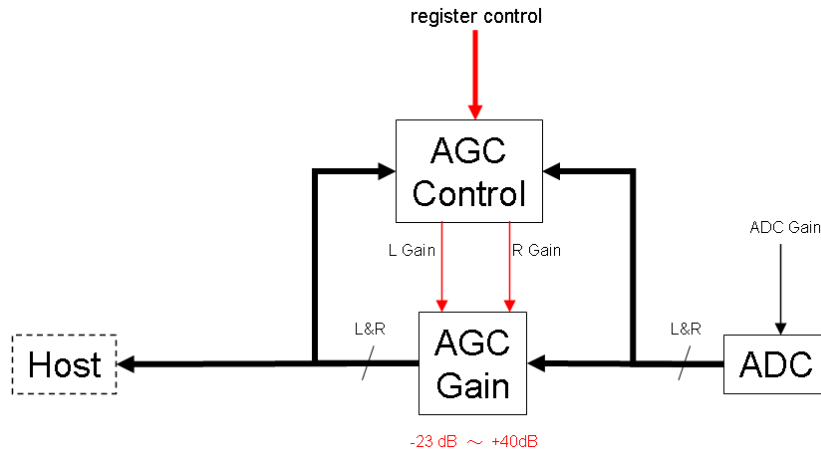 register control
AGC
Control
ADC Gain
L Gain
R Gain
L&R
L&R
Host
AGC
Gain
ADC
-23 dB ～ +40dB